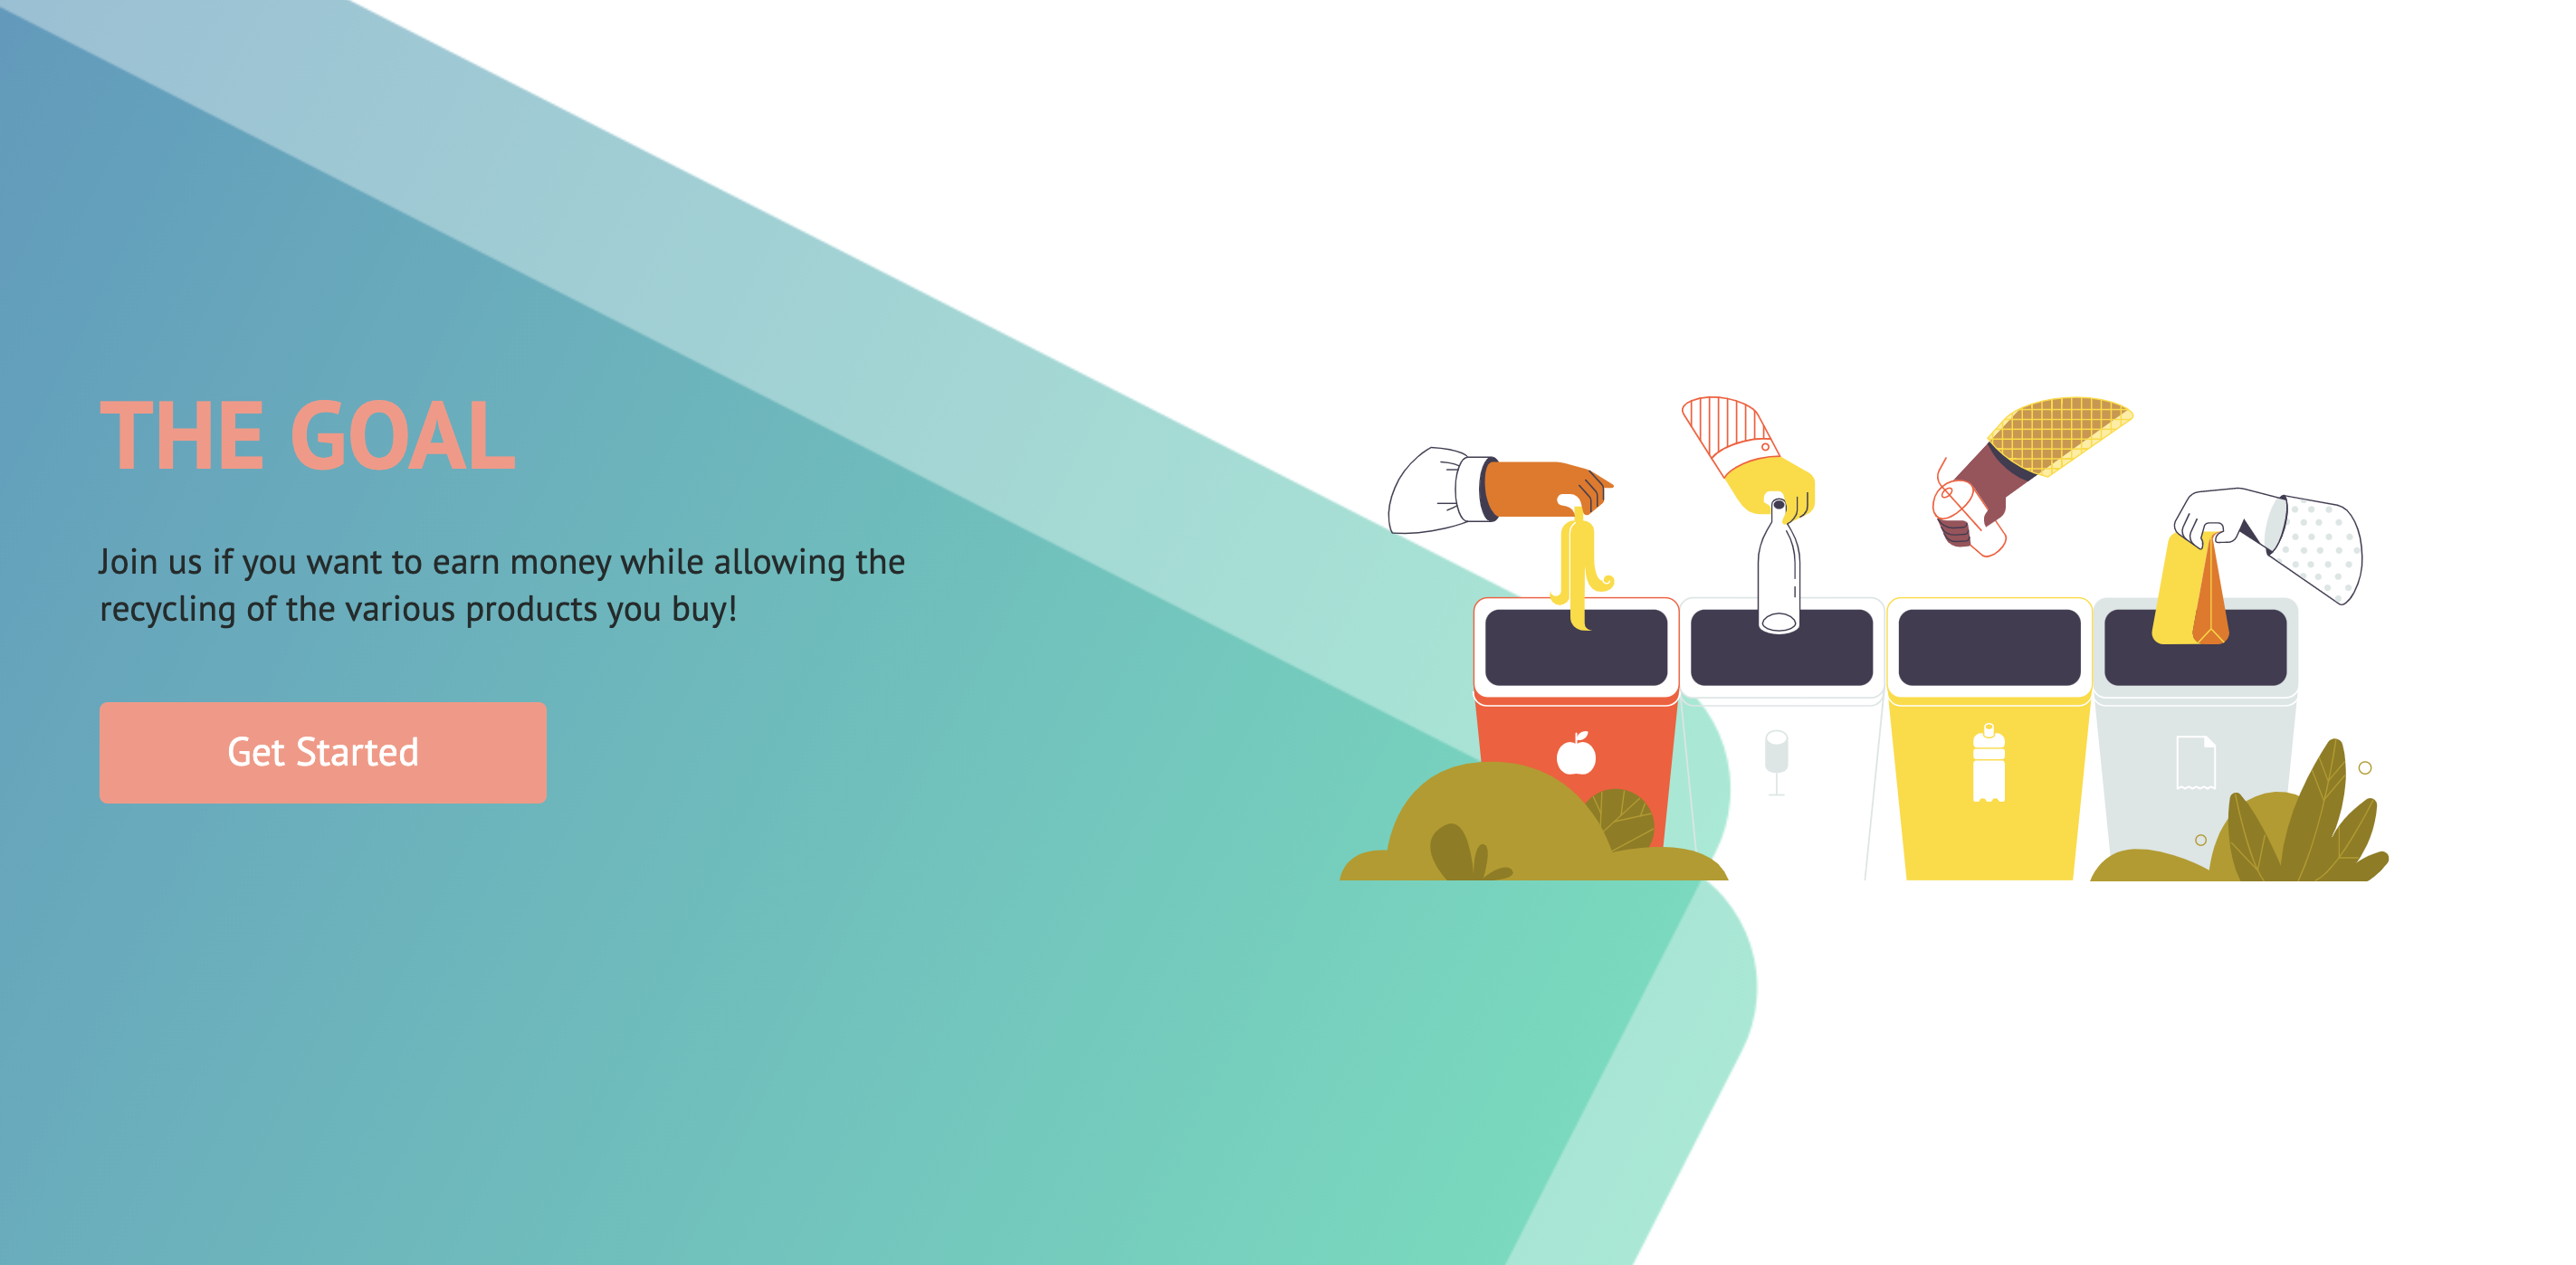 THE GOAL
Join us if you want to earn money while allowing the
recycling of the various products you buy!
Get Started